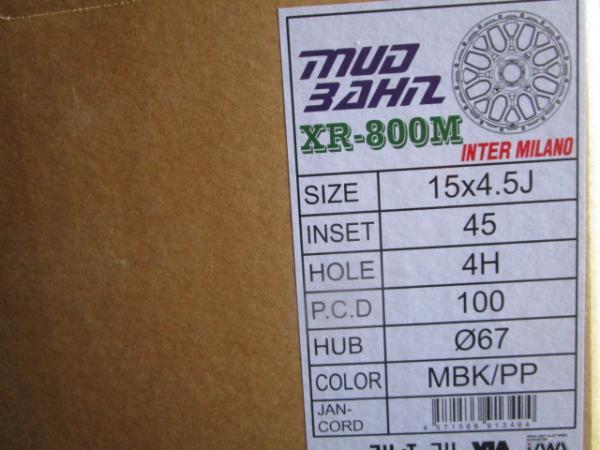 MUD
BAHN
XR-800M
INTER MILANO
SIZE 15x4.5J
INSET 45
HOLE 4H
P.C.D 100
HUB Ø67
COLOR MBK/PP
JAN-
CORD
VIA